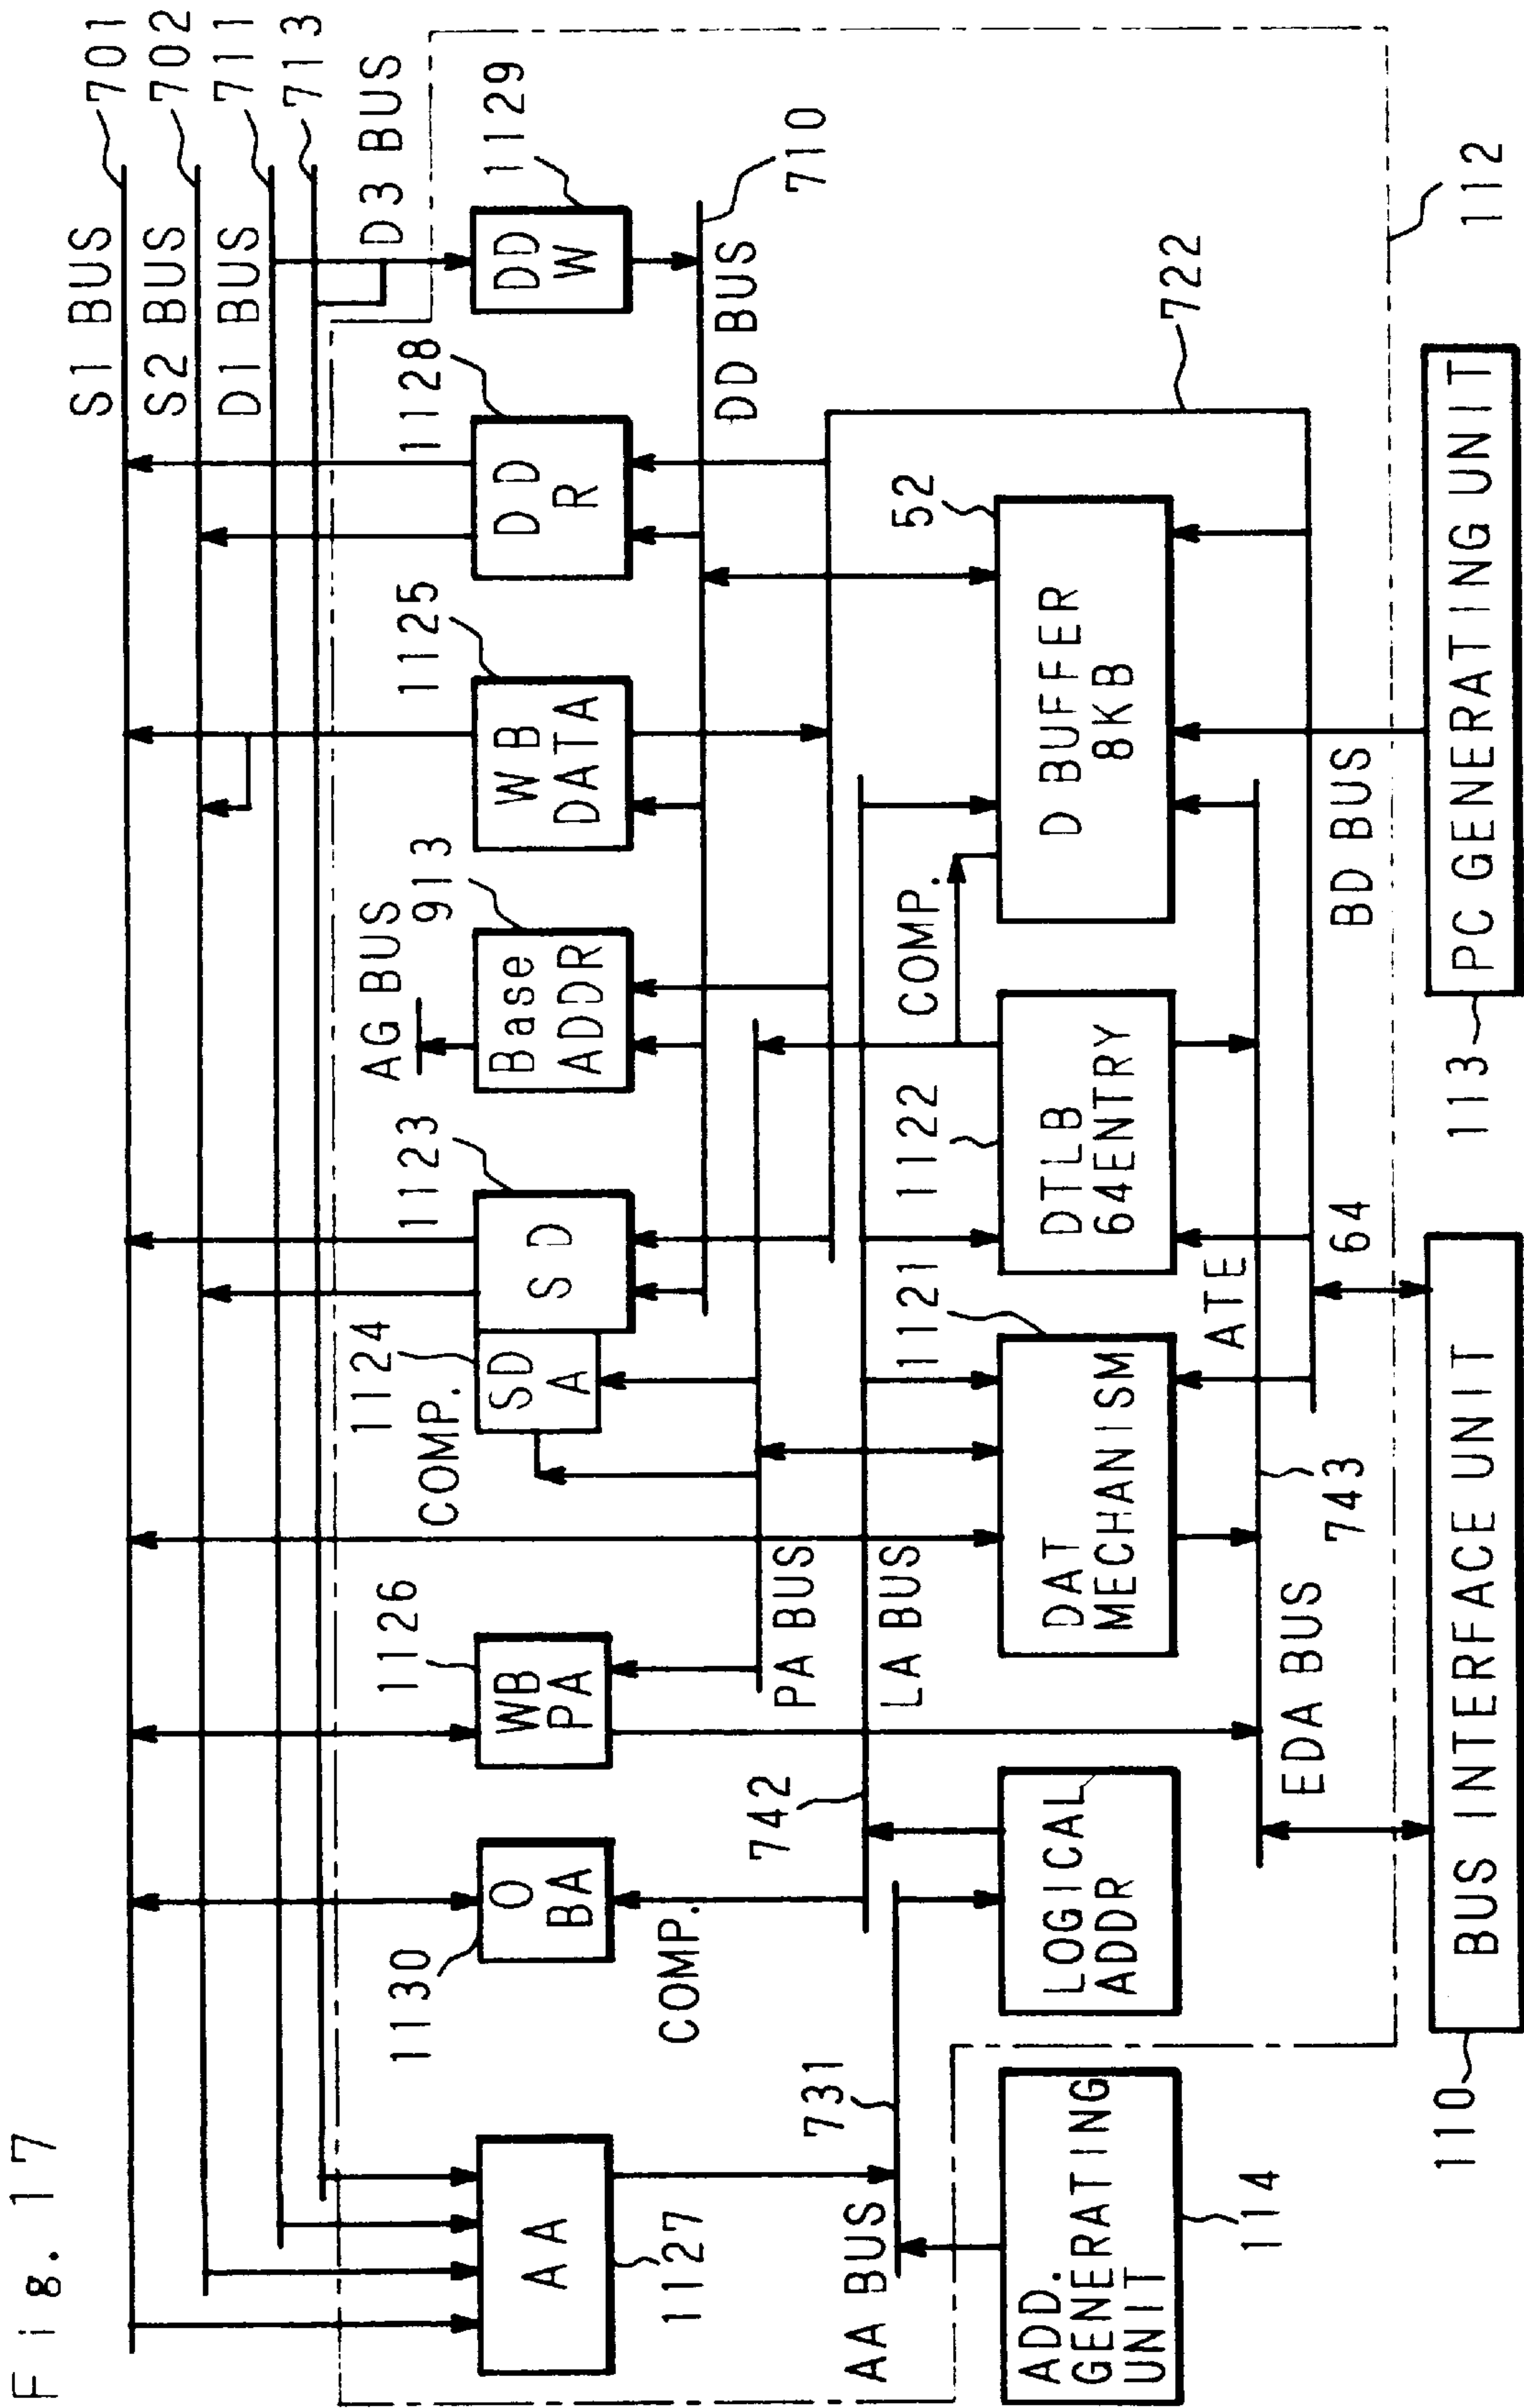 Fig. 17
S1 BUS
701
S2 BUS
702
D1 BUS
711
713
D3 BUS
AG BUS
1127
AA
1130
O
BA
COMP.
1126
WB
PA
1124
COMP.
SD
A
1123
SD
913
Base
ADDR
1125
WB
DATA
1128
DD
R
1129
DD
W
DD BUS
710
PA BUS
742
LA BUS
AA BUS
731
LOGICAL
ADDR
1121
DAT
MECHANISM
1122
DTLB
64ENTRY
COMP.
52
D BUFFER
8KB
722
ATE
EDA BUS
743
64
BD BUS
112
ADD.
GENERATING
UNIT
114
110
BUS INTERFACE UNIT
113
PC GENERATING UNIT